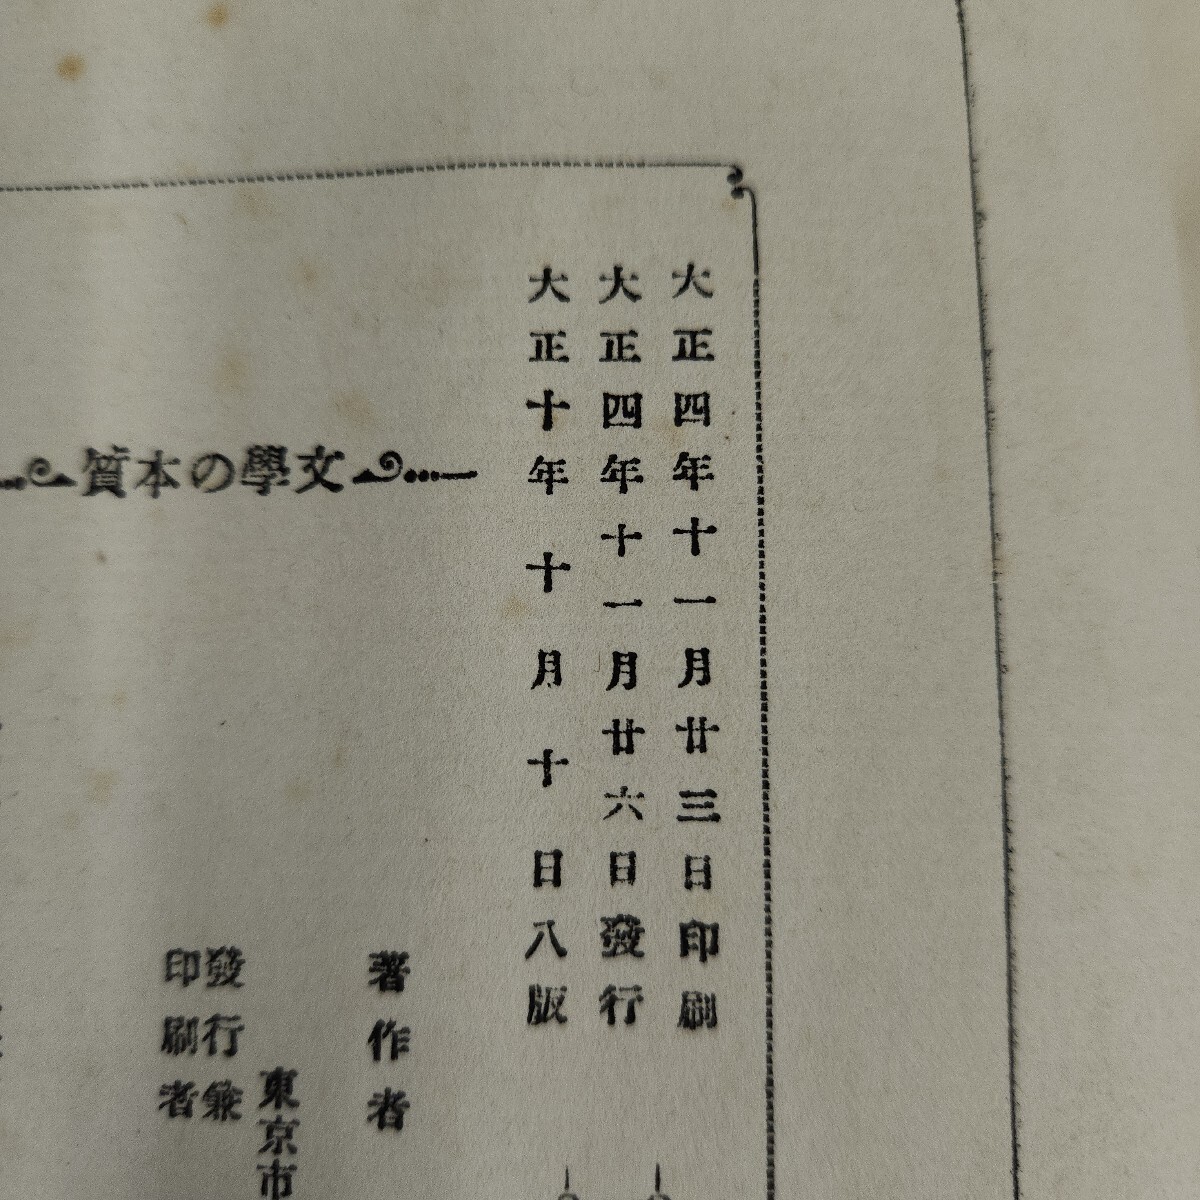 大正四年十一月廿三日印刷
大正四年十一月廿六日發行
大正十年十月十日八版
文學の本質
著作者
東京市
發行兼
印刷者